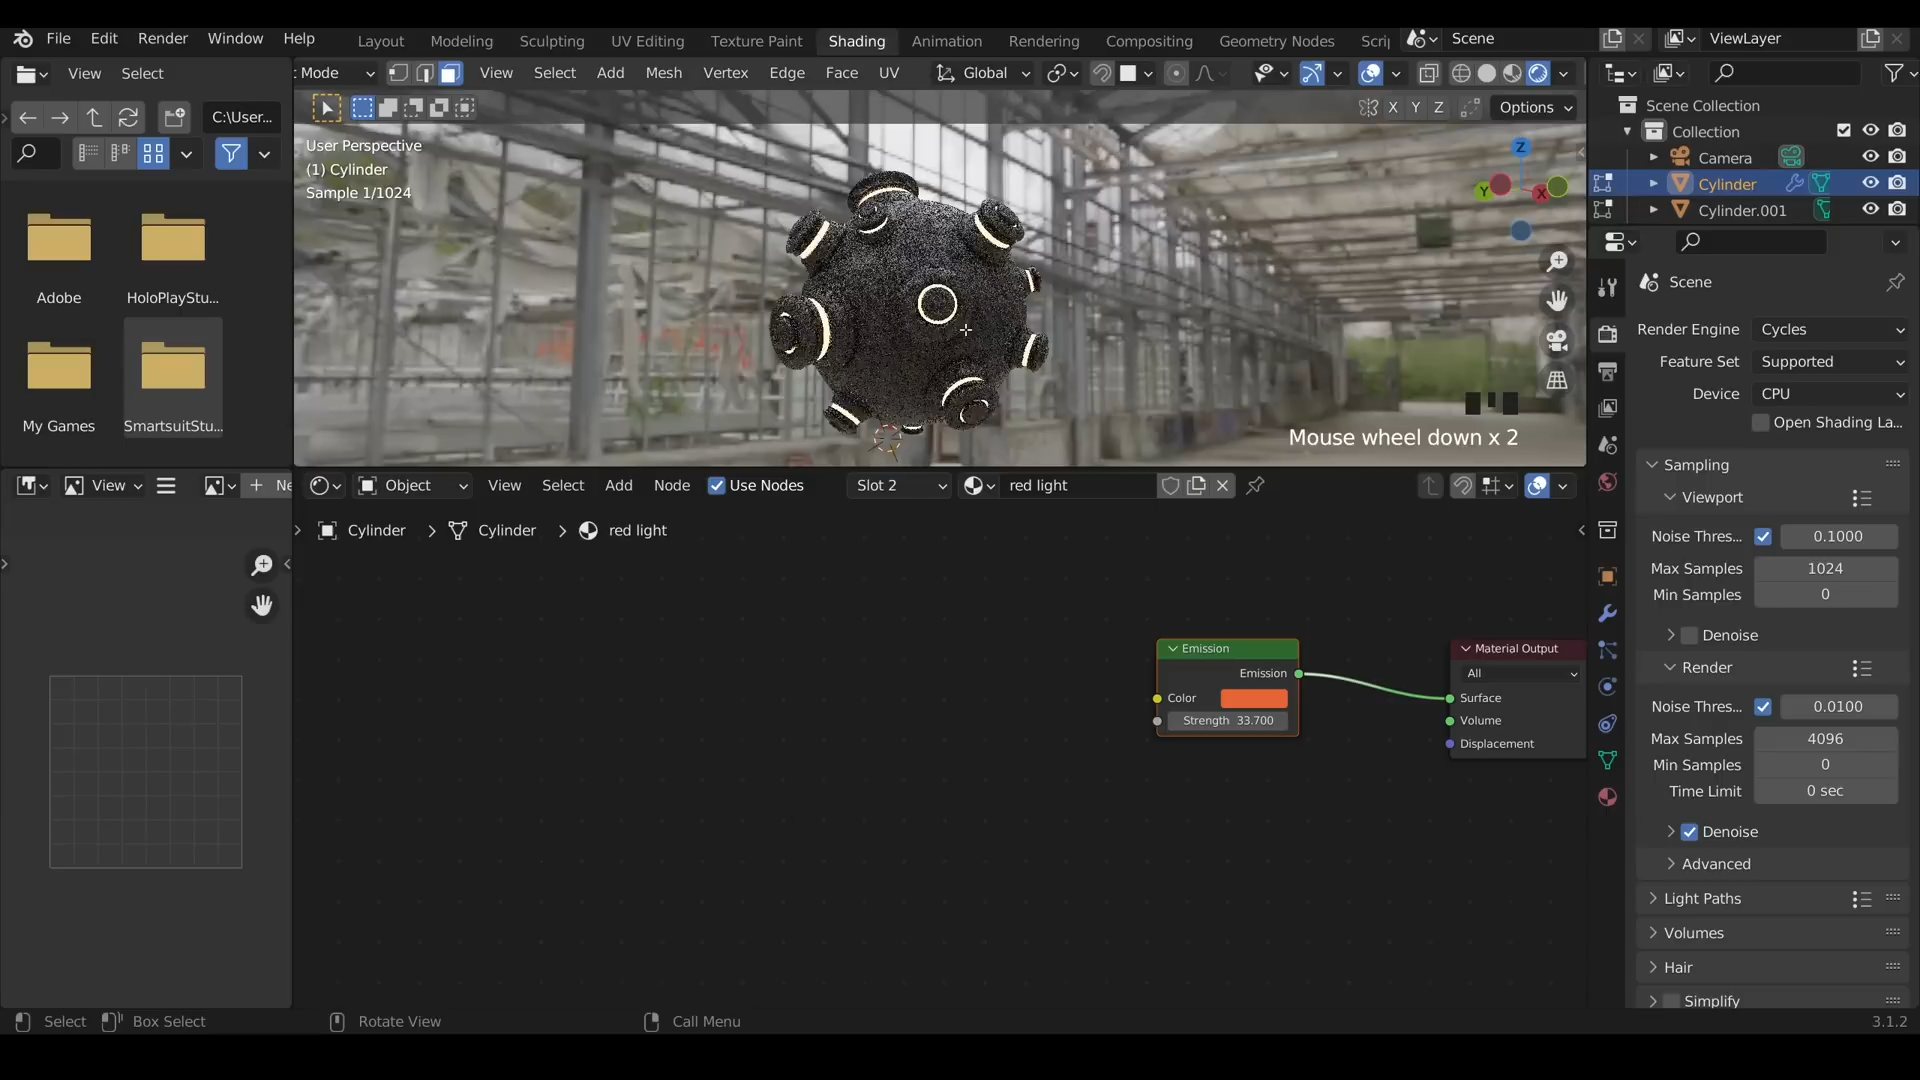 File Edit Render Window Help
Layout Modeling Sculpting UV Editing Texture Paint Shading Animation Rendering Compositing Geometry Nodes Scri
Scene ViewLayer
View Select
C:\User...
Adobe HoloPlayStu...
My Games SmartsuitStu...
Mode View Select Add Mesh Vertex Edge Face UV Global
X Y Z Options
User Perspective
(1) Cylinder
Sample 1/1024
Z
Y X
Mouse wheel down x 2
Scene Collection
Collection
Camera
Cylinder
Cylinder.001
Scene
Render Engine Cycles
Feature Set Supported
Device CPU
Open Shading La...
Sampling
Viewport
Noise Thres... 0.1000
Max Samples 1024
Min Samples 0
Denoise
Render
Noise Thres... 0.0100
Max Samples 4096
Min Samples 0
Time Limit 0 sec
Denoise
Advanced
Light Paths
Volumes
Hair
Simplify
View Ne
Object View Select Add Node Use Nodes Slot 2 red light
Cylinder Cylinder red light
Emission
Emission
Color
Strength 33.700
Material Output
All
Surface
Volume
Displacement
Select Box Select Rotate View Call Menu 3.1.2